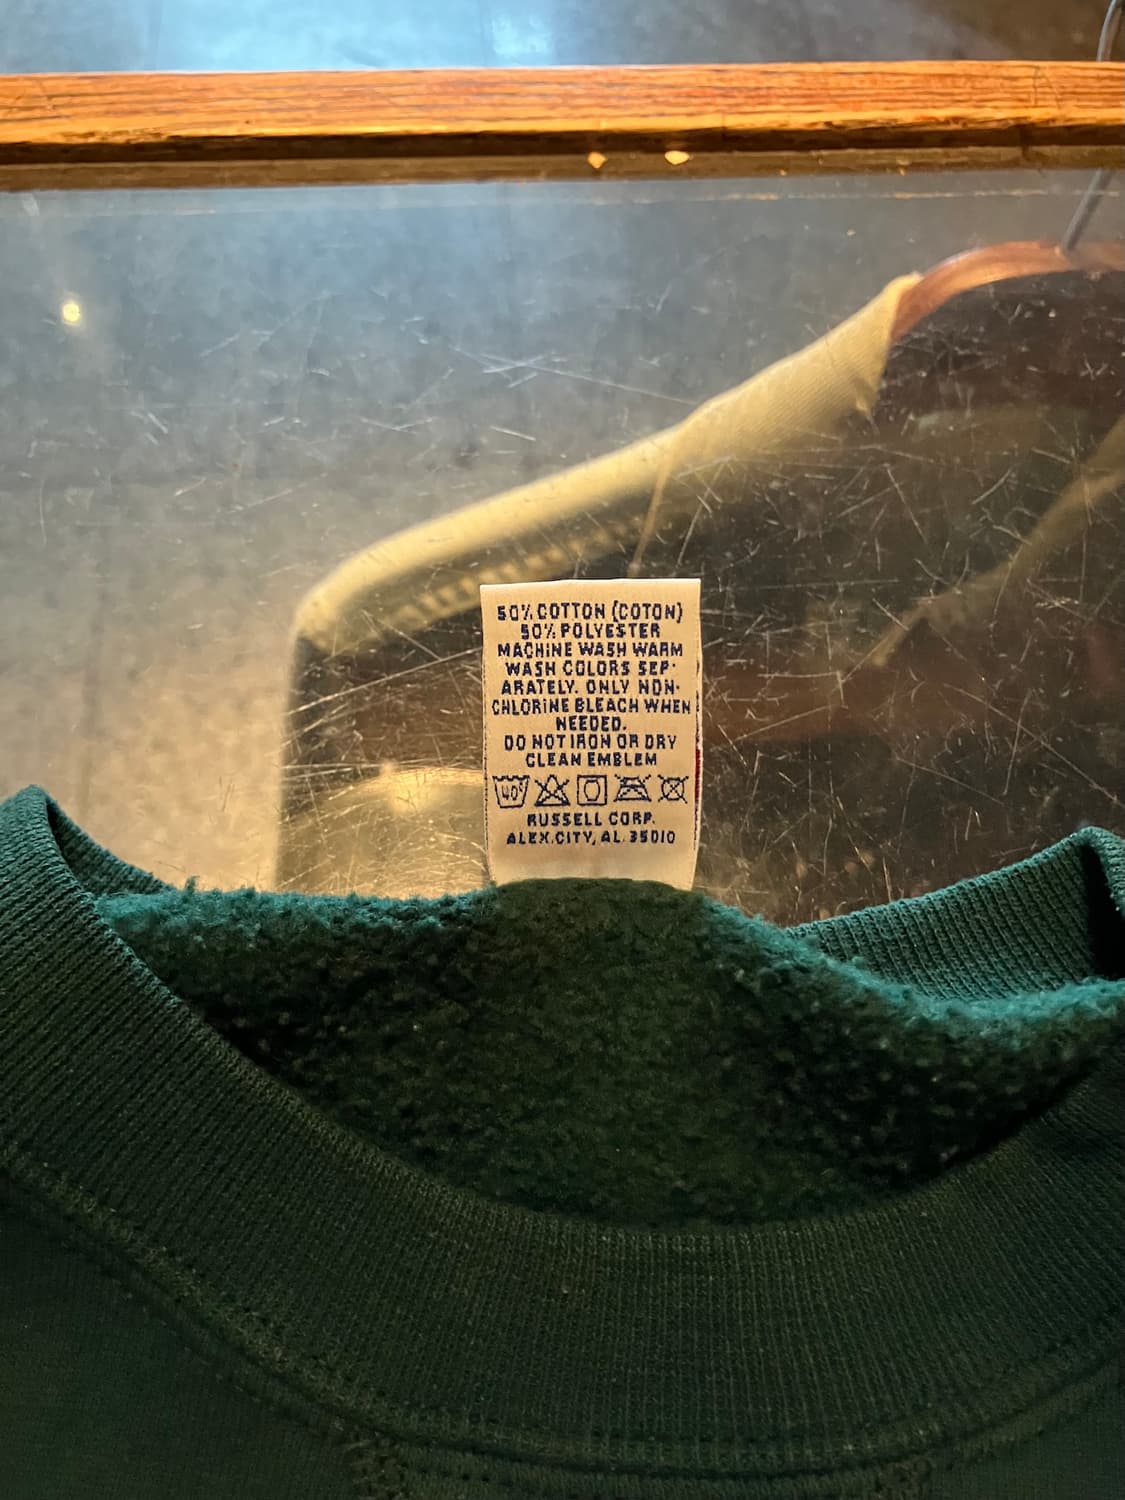 50% COTTON (COTON)
50% POLYESTER
MACHINE WASH WARM
WASH COLORS SEP-
ARATELY. ONLY NON-
CHLORINE BLEACH WHEN
NEEDED.
DO NOT IRON OR DRY
CLEAN EMBLEM
40°
RUSSELL CORP.
ALEX.CITY, AL. 35010